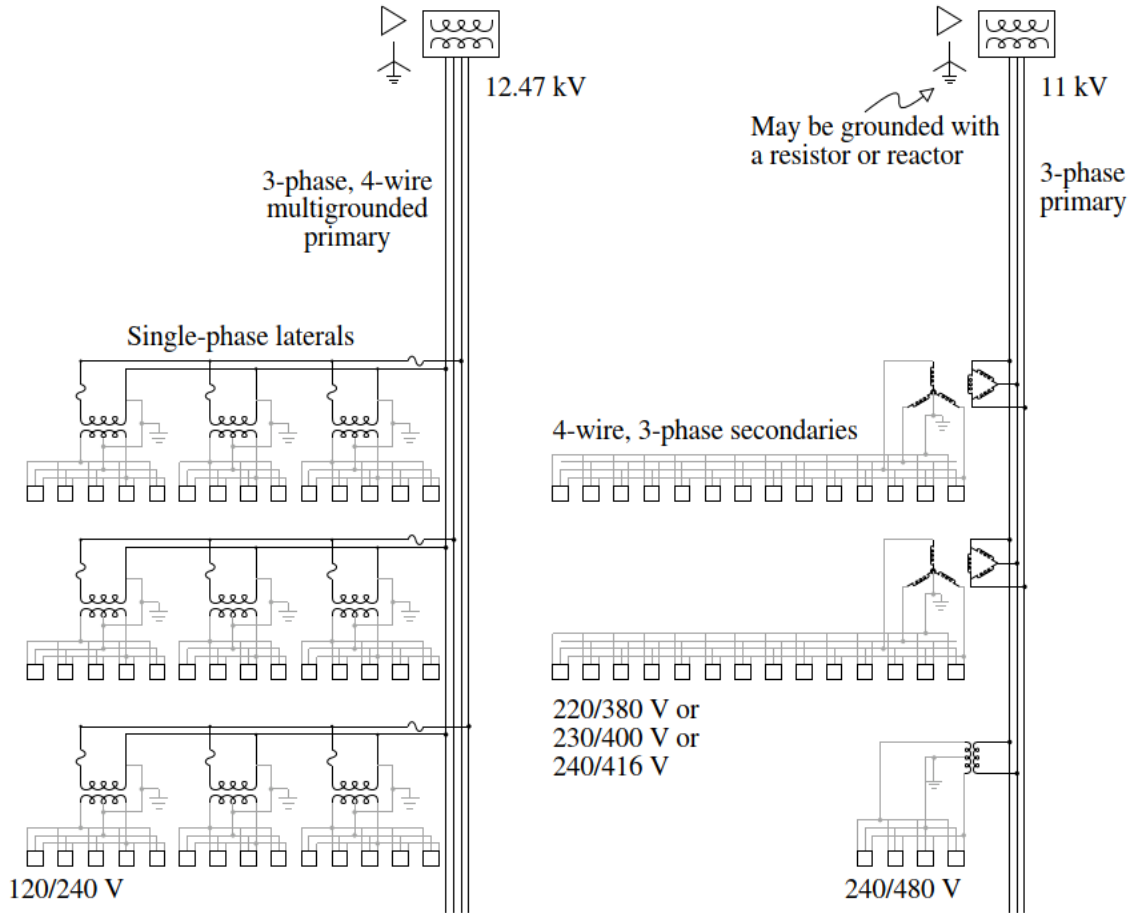 12.47 kV
3-phase, 4-wire
multigrounded
primary
Single-phase laterals
120/240 V
11 kV
May be grounded with
a resistor or reactor
3-phase
primary
4-wire, 3-phase secondaries
220/380 V or
230/400 V or
240/416 V
240/480 V